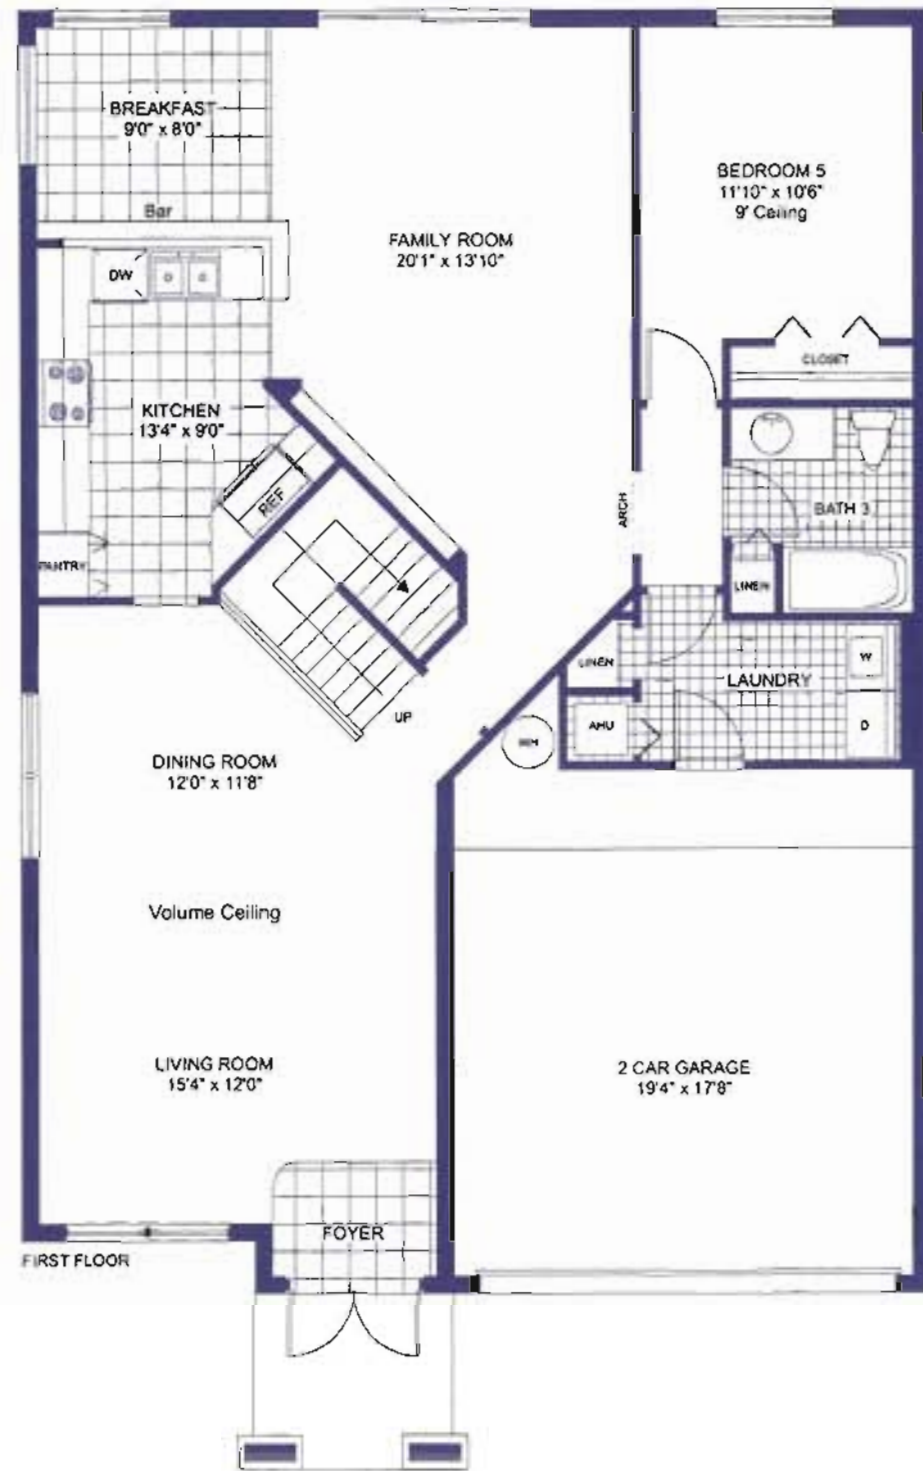 BREAKFAST
9'0" x 8'0"
Bar
BEDROOM 5
11'10" x 10'6"
9' Ceiling
FAMILY ROOM
20'1" x 13'10"
DW
CLOSET
KITCHEN
13'4" x 9'0"
REF
ARCH
BATH 3
PANTRY
LINEN
LINEN
LAUNDRY
W
UP
AHU
D
DINING ROOM
12'0" x 11'8"
Volume Ceiling
LIVING ROOM
15'4" x 12'0"
2 CAR GARAGE
19'4" x 17'8"
FOYER
FIRST FLOOR